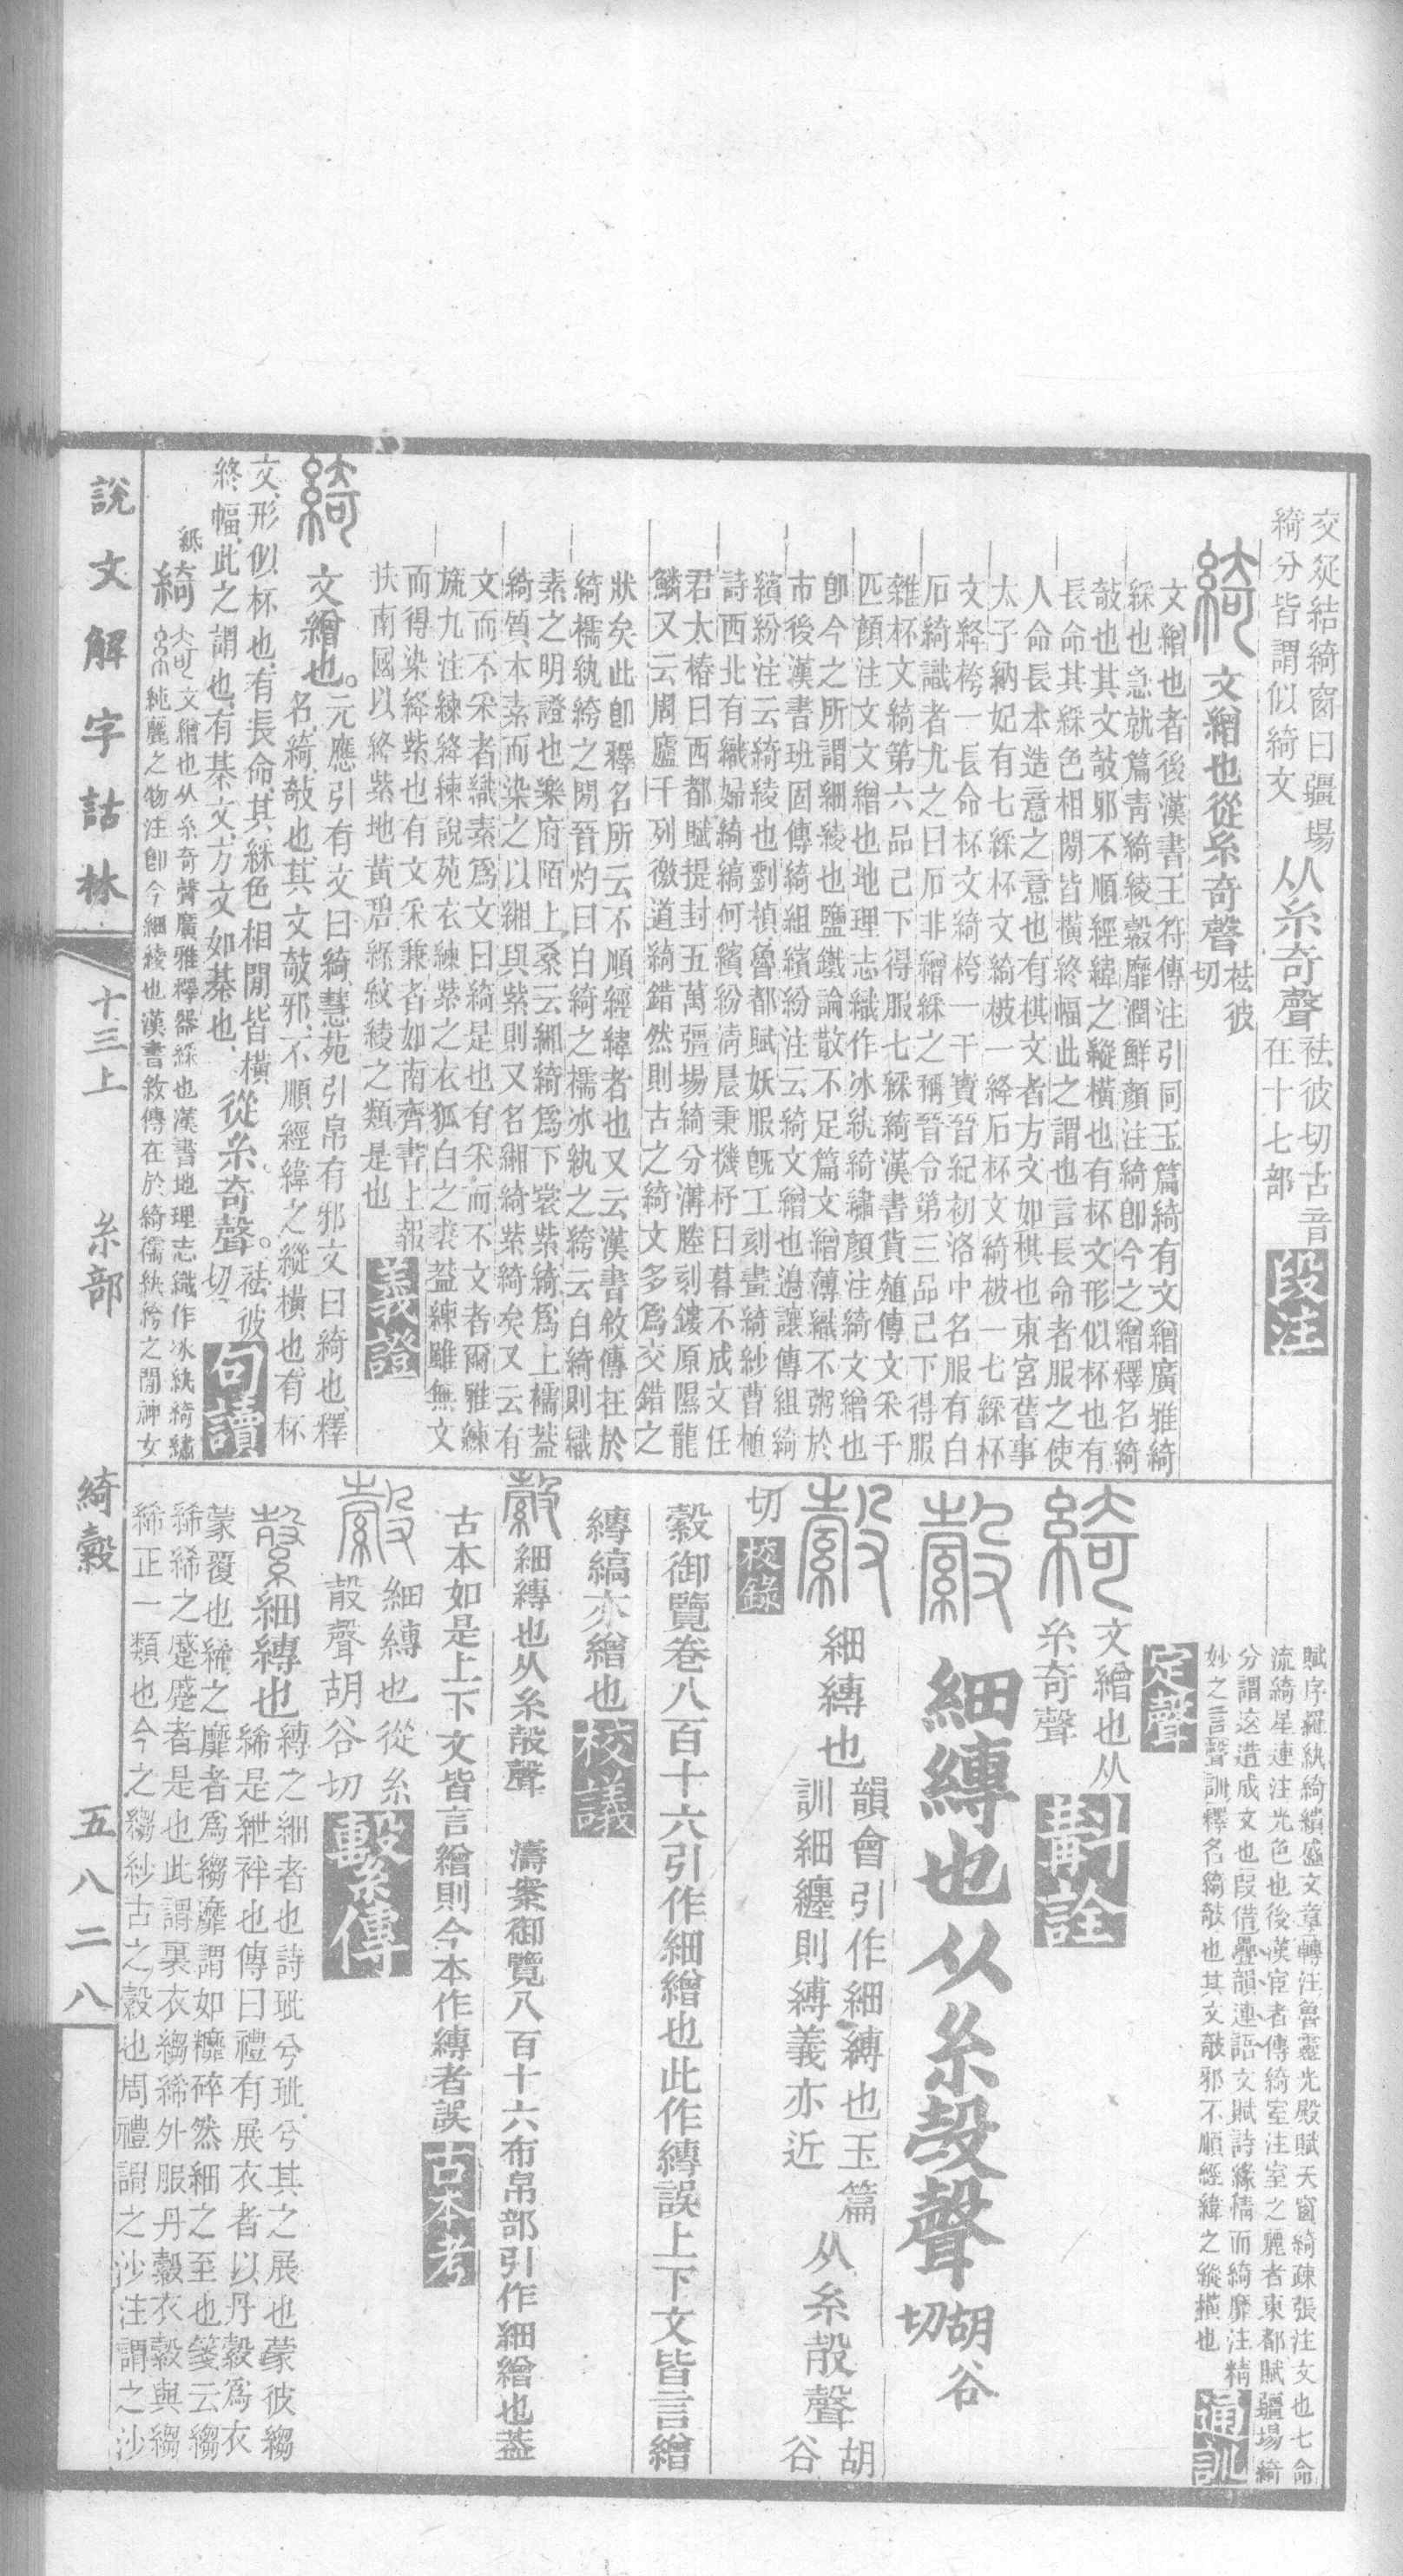 交疏結綺窗曰疆場
綺分皆謂似綺文
从糸奇聲
袪彼切古音
在十七部
段注
綺
文繒也從糸奇聲
袪彼
切
文繒也者後漢書王符傳注引同玉篇綺有文繒廣雅綺
綵也急就篇靑綺綾縠靡潤鮮顏注綺卽今之繒釋名綺
敧也其文敧邪不順經緯之縱橫也有杯文形似杯也有
長命其綵色相閒皆橫終幅此之謂也言長命者服之使
人命長本造意之意也有棋文者方文如棋也東宮舊事
太子納妃有七綵杯文綺被一絳石杯文綺被一七綵杯
文絳袴一長命杯文綺袴一干寶晉紀初洛中名服有白
厄綺識者尤之曰厄非繒綵之稱晉令第三品已下得服
雜杯文綺第六品已下得服七綵綺漢書貨殖傳文采千
匹顏注文文繒也地理志織作冰紈綺繡顏注綺文繒也
卽今之所謂細綾也鹽鐵論散不足篇文繒薄織不粥於
市後漢書班固傳綺組繽紛注云綺文繒也邊讓傳組綺
繽紛注云綺綾也劉楨魯都賦妖服旣工刻畫綺紗曹植
詩西北有織婦綺縞何繽紛淸晨秉機杼日暮不成文任
君太椿曰西都賦提封五萬疆場綺分溝塍刻鏤原隰龍
鱗又云周廬千列徼道綺錯然則古之綺文多爲交錯之
狀矣此卽釋名所云不順經緯者也又云漢書敘傳在於
綺襦紈絝之閒晉灼曰白綺之襦冰紈之絝云白綺則織
素之明證也樂府陌上桑云緗綺爲下裳紫綺爲上襦蓋
綺質本素而染之以緗與紫則又名緗綺紫綺矣又云有
文而不采者織素爲文曰綺是也有采而不文者爾雅練
旒九注練絳練說苑衣練紫之衣狐白之裘蓋練雖無文
而得染絳紫也有文采兼者如南齊書上報
扶南國以絳紫地黃碧綠紋綾之類是也
義證
綺
文繒也。
元應引有文曰綺慧苑引帛有邪文曰綺也釋
名綺敧也其文敧邪不順經緯之縱橫也有杯
文形似杯也有長命其綵色相閒皆橫
終幅此之謂也有棊文方文如棊也
從糸奇聲。
袪彼
切
句讀
綺
文繒也从糸奇聲廣雅釋器綵也漢書地理志織作冰紈綺繡
純麗之物注卽今細綾也漢書敘傳在於綺襦紈絝之閒神女
賦序羅紈綺繢盛文章轉注魯靈光殿賦天窗綺疎張注文也七命
流綺星連注光色也後漢宦者傳綺室注室之麗者東都賦疆場綺
分謂交遺成文也叚借疊韻連語文賦詩緣情而綺靡注精
妙之言聲訓釋名綺敧也其文敧邪不順經緯之縱橫也
通訓
定聲
綺
文繒也从
糸奇聲
斠詮
縠
細縳也从糸㱿聲
胡谷
切
縠
細縳也
韻會引作細縛也玉篇
訓細纏則縛義亦近
从糸㱿聲
胡
谷
切
校錄
縠御覽卷八百十六引作細繒也此作縳誤上下文皆言繒
縳縞亦繒也
校議
縠
細縳也从糸㱿聲
濤案御覽八百十六布帛部引作細繒也蓋
古本如是上下文皆言繒則今本作縳者誤
古本考
縠
細縳也從糸
㱿聲胡谷切
繫傳
縠
細縳也
縳之細者也詩玼兮玼兮其之展也蒙彼縐
絺是紲袢也傳曰禮有展衣者以丹縠爲衣
蒙覆也絺之靡者爲縐靡謂如䊳碎然細之至也箋云縐
絺絺之蹙蹙者是也此謂裏衣縐絺外服丹縠衣縠與縐
絺正一類也今之縐紗古之縠也周禮謂之沙注謂之沙
說文解字詁林
十三上
糸部
綺縠
五八二八